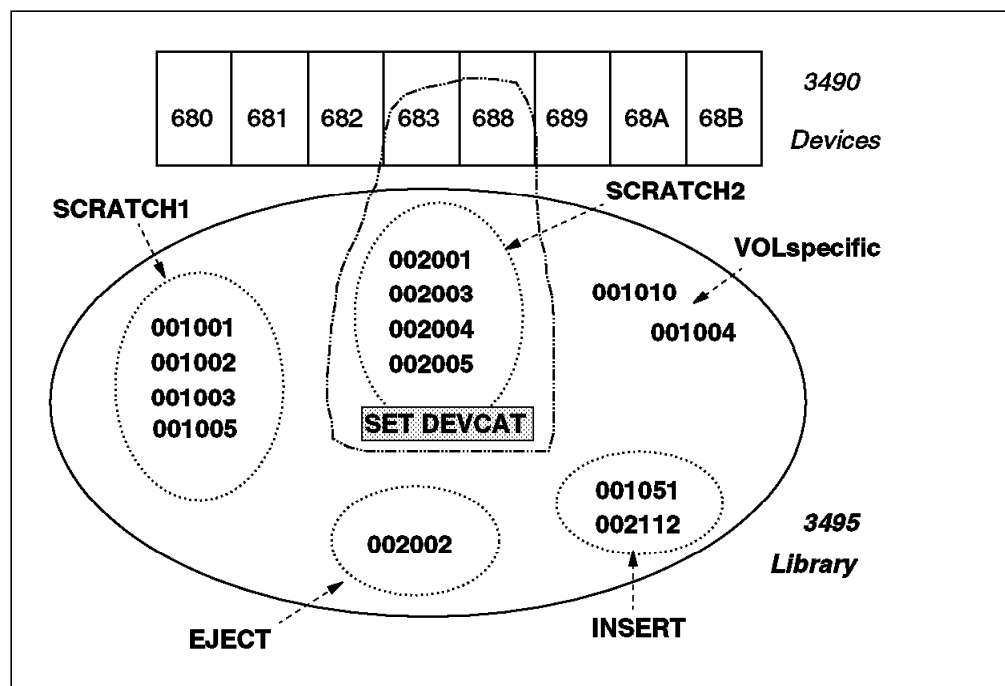 3490
Devices
680 681 682 683 688 689 68A 68B
SCRATCH1
SCRATCH2
VOLspecific
001001
001002
001003
001005
002001
002003
002004
002005
SET DEVCAT
001010
001004
002002
001051
002112
3495
Library
EJECT
INSERT